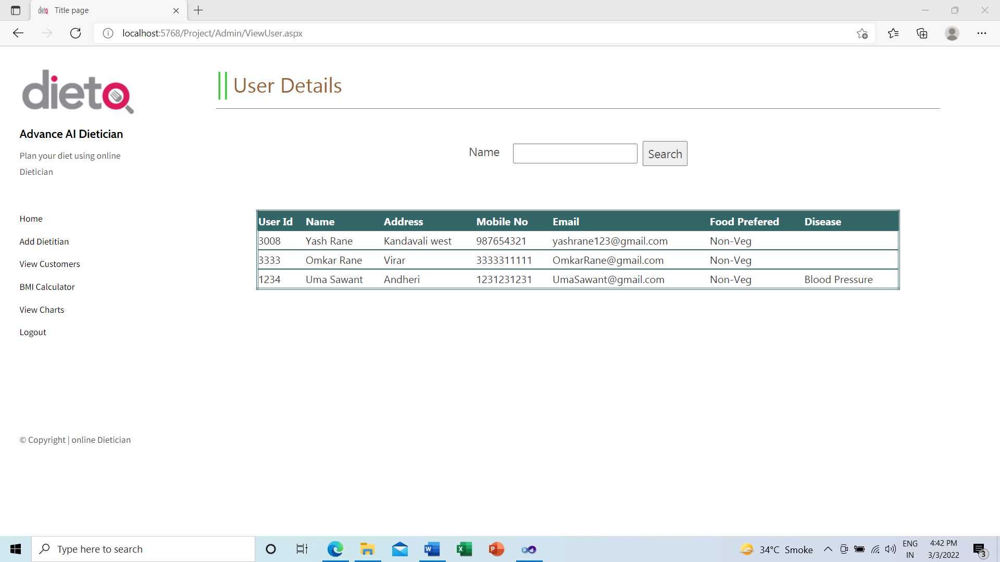 Title page
localhost:5768/Project/Admin/ViewUser.aspx
dieto
Advance AI Dietician
Plan your diet using online
Dietician
Home
Add Dietitian
View Customers
BMI Calculator
View Charts
Logout
© Copyright | online Dietician
User Details
Name Search
User Id Name Address Mobile No Email Food Prefered Disease
3008 Yash Rane Kandavali west 987654321 yashrane123@gmail.com Non-Veg
3333 Omkar Rane Virar 3333311111 OmkarRane@gmail.com Non-Veg
1234 Uma Sawant Andheri 1231231231 UmaSawant@gmail.com Non-Veg Blood Pressure
Type here to search
34°C Smoke
ENG
IN
4:42 PM
3/3/2022
3